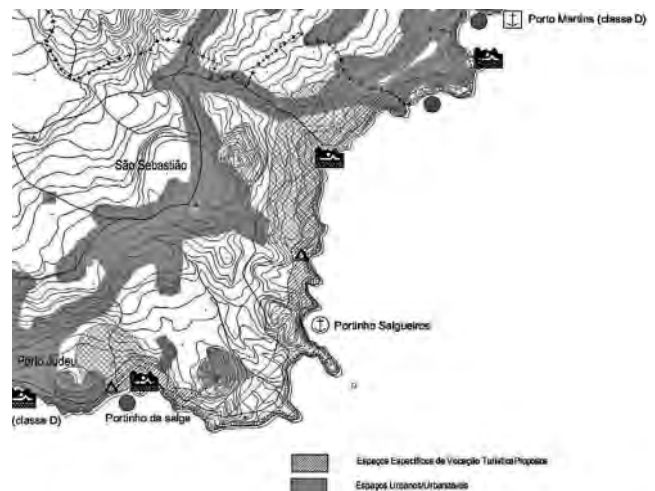 Porto Martins (classe D)
São Sebastião
Portinho Salgueiros
Porto Judeu
(classe D)
Portinho da salga
Espaços Específicos de Vocação Turística Propostos
Espaços Urbanos/Urbanizáveis